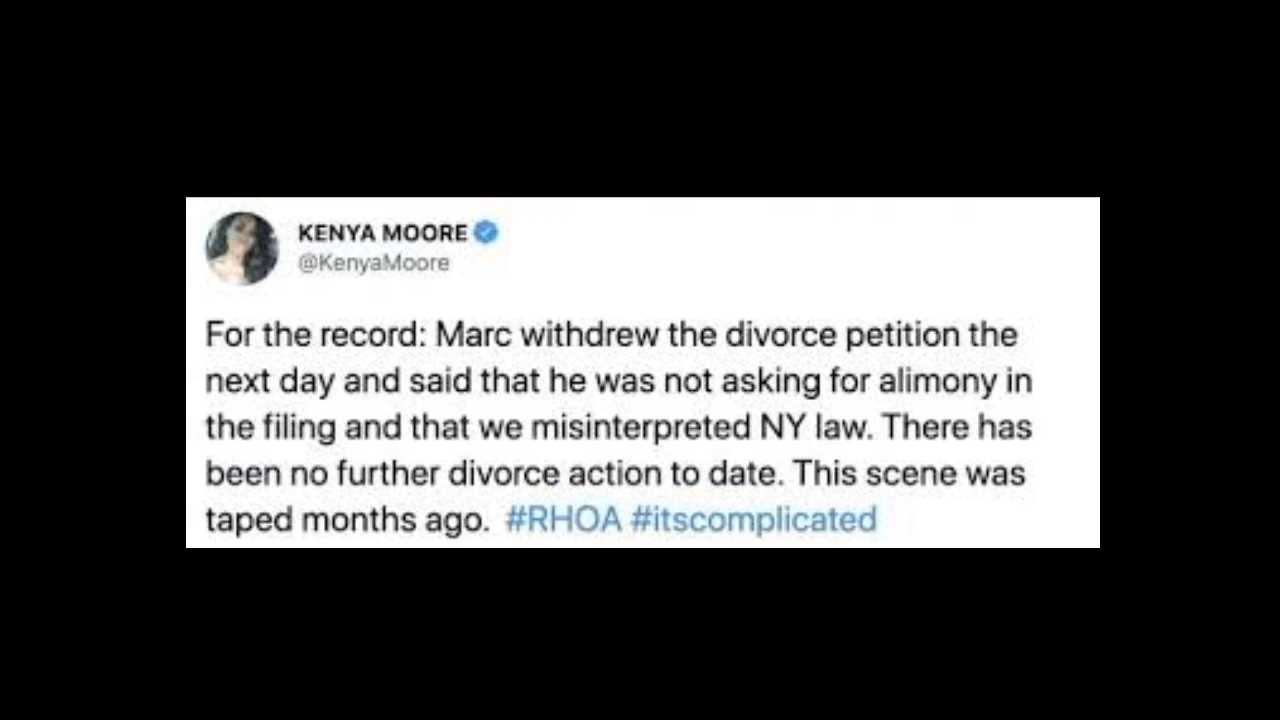 KENYA MOORE
@KenyaMoore
For the record: Marc withdrew the divorce petition the
next day and said that he was not asking for alimony in
the filing and that we misinterpreted NY law. There has
been no further divorce action to date. This scene was
taped months ago. #RHOA #itscomplicated